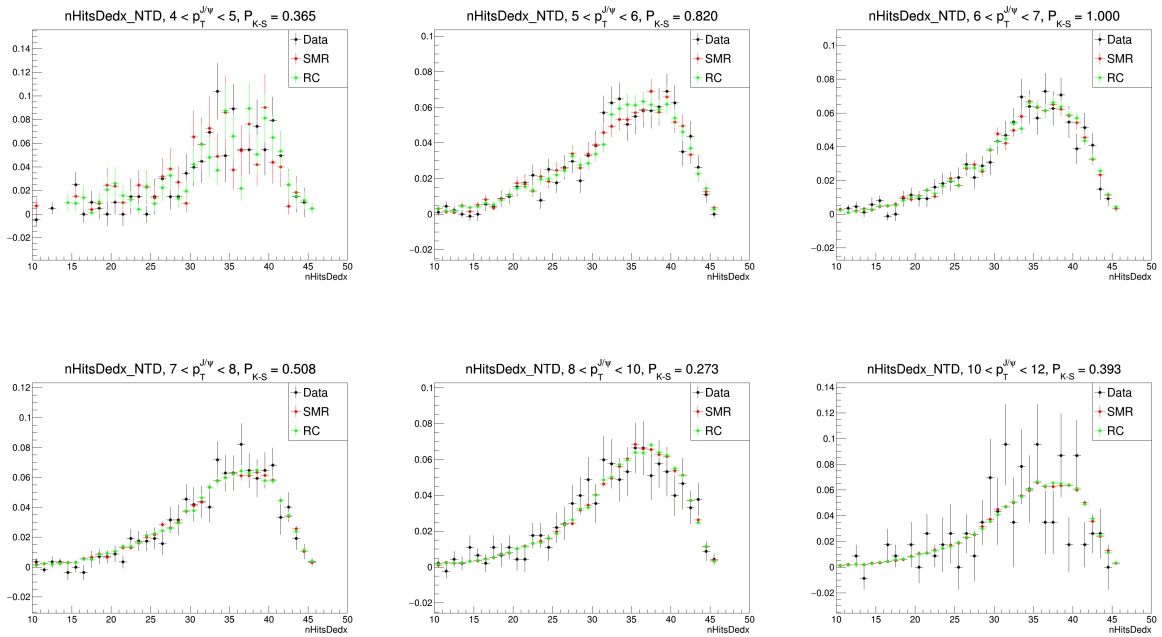 nHitsDedx_NTD, 4 < p_T^{J/ψ} < 5, P_{K-S} = 0.365
Data
SMR
RC
0.14
0.12
0.1
0.08
0.06
0.04
0.02
0
−0.02
10 15 20 25 30 35 40 45 50
nHitsDedx
nHitsDedx_NTD, 5 < p_T^{J/ψ} < 6, P_{K-S} = 0.820
Data
SMR
RC
0.1
0.08
0.06
0.04
0.02
0
−0.02
10 15 20 25 30 35 40 45 50
nHitsDedx
nHitsDedx_NTD, 6 < p_T^{J/ψ} < 7, P_{K-S} = 1.000
Data
SMR
RC
0.1
0.08
0.06
0.04
0.02
0
−0.02
10 15 20 25 30 35 40 45 50
nHitsDedx
nHitsDedx_NTD, 7 < p_T^{J/ψ} < 8, P_{K-S} = 0.508
Data
SMR
RC
0.12
0.1
0.08
0.06
0.04
0.02
0
−0.02
10 15 20 25 30 35 40 45 50
nHitsDedx
nHitsDedx_NTD, 8 < p_T^{J/ψ} < 10, P_{K-S} = 0.273
Data
SMR
RC
0.1
0.08
0.06
0.04
0.02
0
−0.02
10 15 20 25 30 35 40 45 50
nHitsDedx
nHitsDedx_NTD, 10 < p_T^{J/ψ} < 12, P_{K-S} = 0.393
Data
SMR
RC
0.14
0.12
0.1
0.08
0.06
0.04
0.02
0
−0.02
10 15 20 25 30 35 40 45 50
nHitsDedx